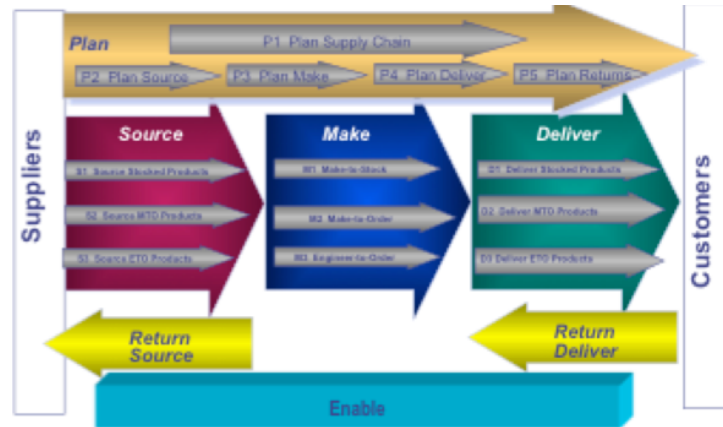 Plan
P1 Plan Supply Chain
P2 Plan Source
P3 Plan Make
P4 Plan Deliver
P5 Plan Returns
Suppliers
Customers
Source
Make
Deliver
S1. Source Stocked Products
M1. Make-to-Stock
D1. Deliver Stocked Products
S2. Source MTO Products
M2. Make-to-Order
D2. Deliver MTO Products
S3. Source ETO Products
M3. Engineer-to-Order
D3 Deliver ETO Products
Return
Source
Return
Deliver
Enable